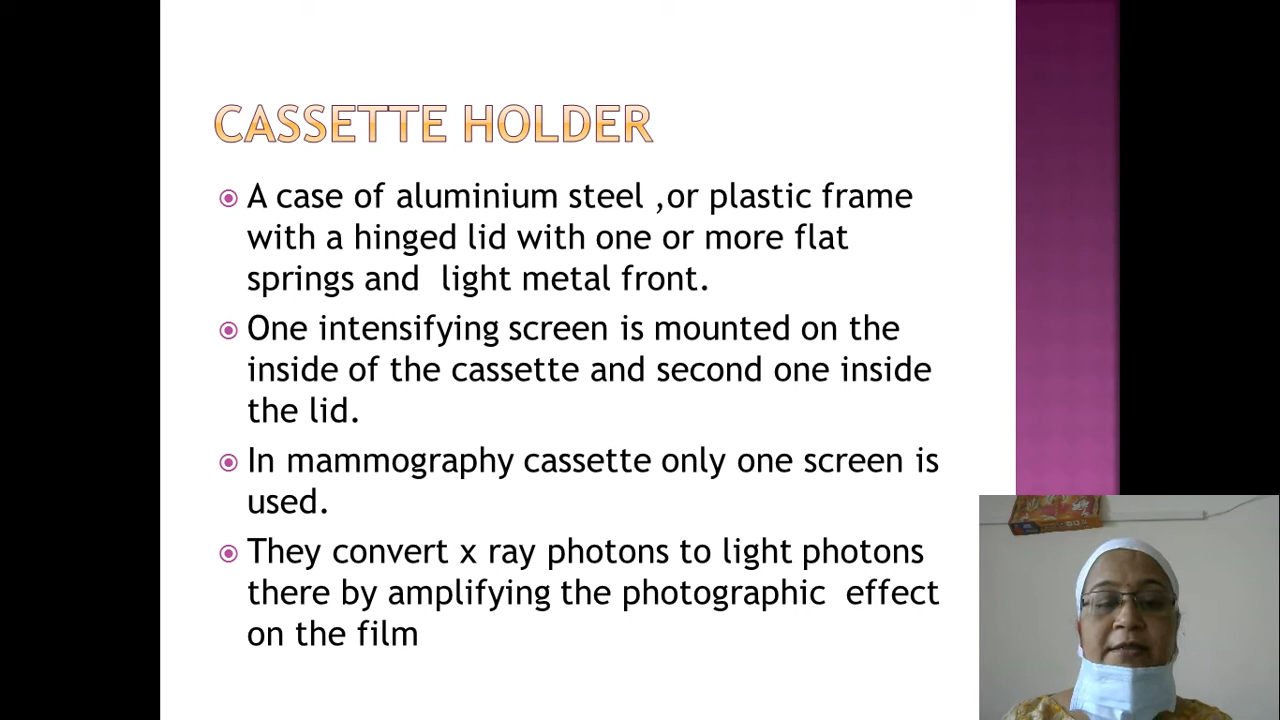 CASSETTE HOLDER
A case of aluminium steel ,or plastic frame
with a hinged lid with one or more flat
springs and  light metal front.
One intensifying screen is mounted on the
inside of the cassette and second one inside
the lid.
In mammography cassette only one screen is
used.
They convert x ray photons to light photons
there by amplifying the photographic  effect
on the film